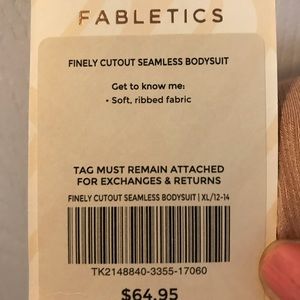 FABLETICS
FINELY CUTOUT SEAMLESS BODYSUIT
Get to know me:
• Soft, ribbed fabric
TAG MUST REMAIN ATTACHED
FOR EXCHANGES & RETURNS
FINELY CUTOUT SEAMLESS BODYSUIT | XL/12-14
TK2148840-3355-17060
$64.95